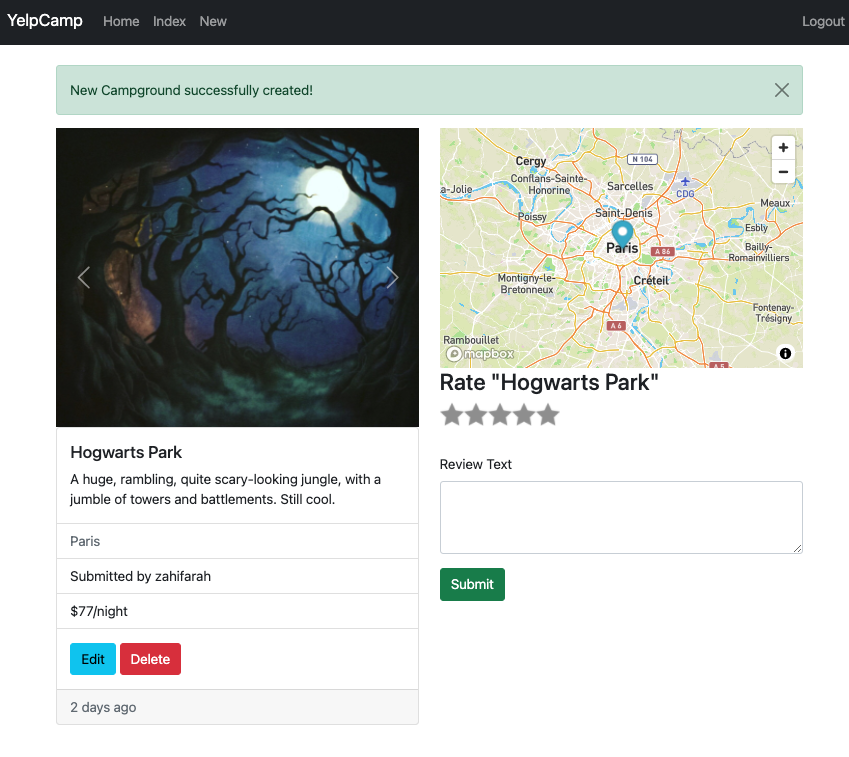 YelpCamp Home Index New Logout
New Campground successfully created!
Cergy
N 104
Conflans-Sainte-
Honorine
Sarcelles
CDG
a-Jolie
Meaux
Poissy
Saint-Denis
Esbly
Paris
A 86
Bailly-
Romainvilliers
Montigny-le-
Bretonneux
Créteil
Fontenay-
Trésigny
A 6
Rambouillet
mapbox
A 5
Rate "Hogwarts Park"
Review Text
Submit
Hogwarts Park
A huge, rambling, quite scary-looking jungle, with a
jumble of towers and battlements. Still cool.
Paris
Submitted by zahifarah
$77/night
Edit Delete
2 days ago